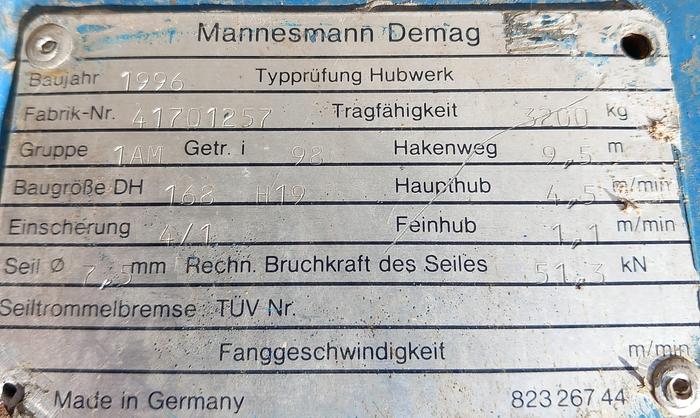 Mannesmann Demag
Baujahr 1996 Typprüfung Hubwerk
Fabrik-Nr. 41701257 Tragfähigkeit 3200 kg
Gruppe 1AM Getr. i 98 Hakenweg 9,5 m
Baugröße DH 168 H19 Haupthub 4,5 m/min
Einscherung 4/1 Feinhub 1,1 m/min
Seil Ø 7,5 mm Rechn. Bruchkraft des Seiles 51,3 kN
Seiltrommelbremse TÜV Nr.
Fanggeschwindigkeit m/min
Made in Germany 823 267 44